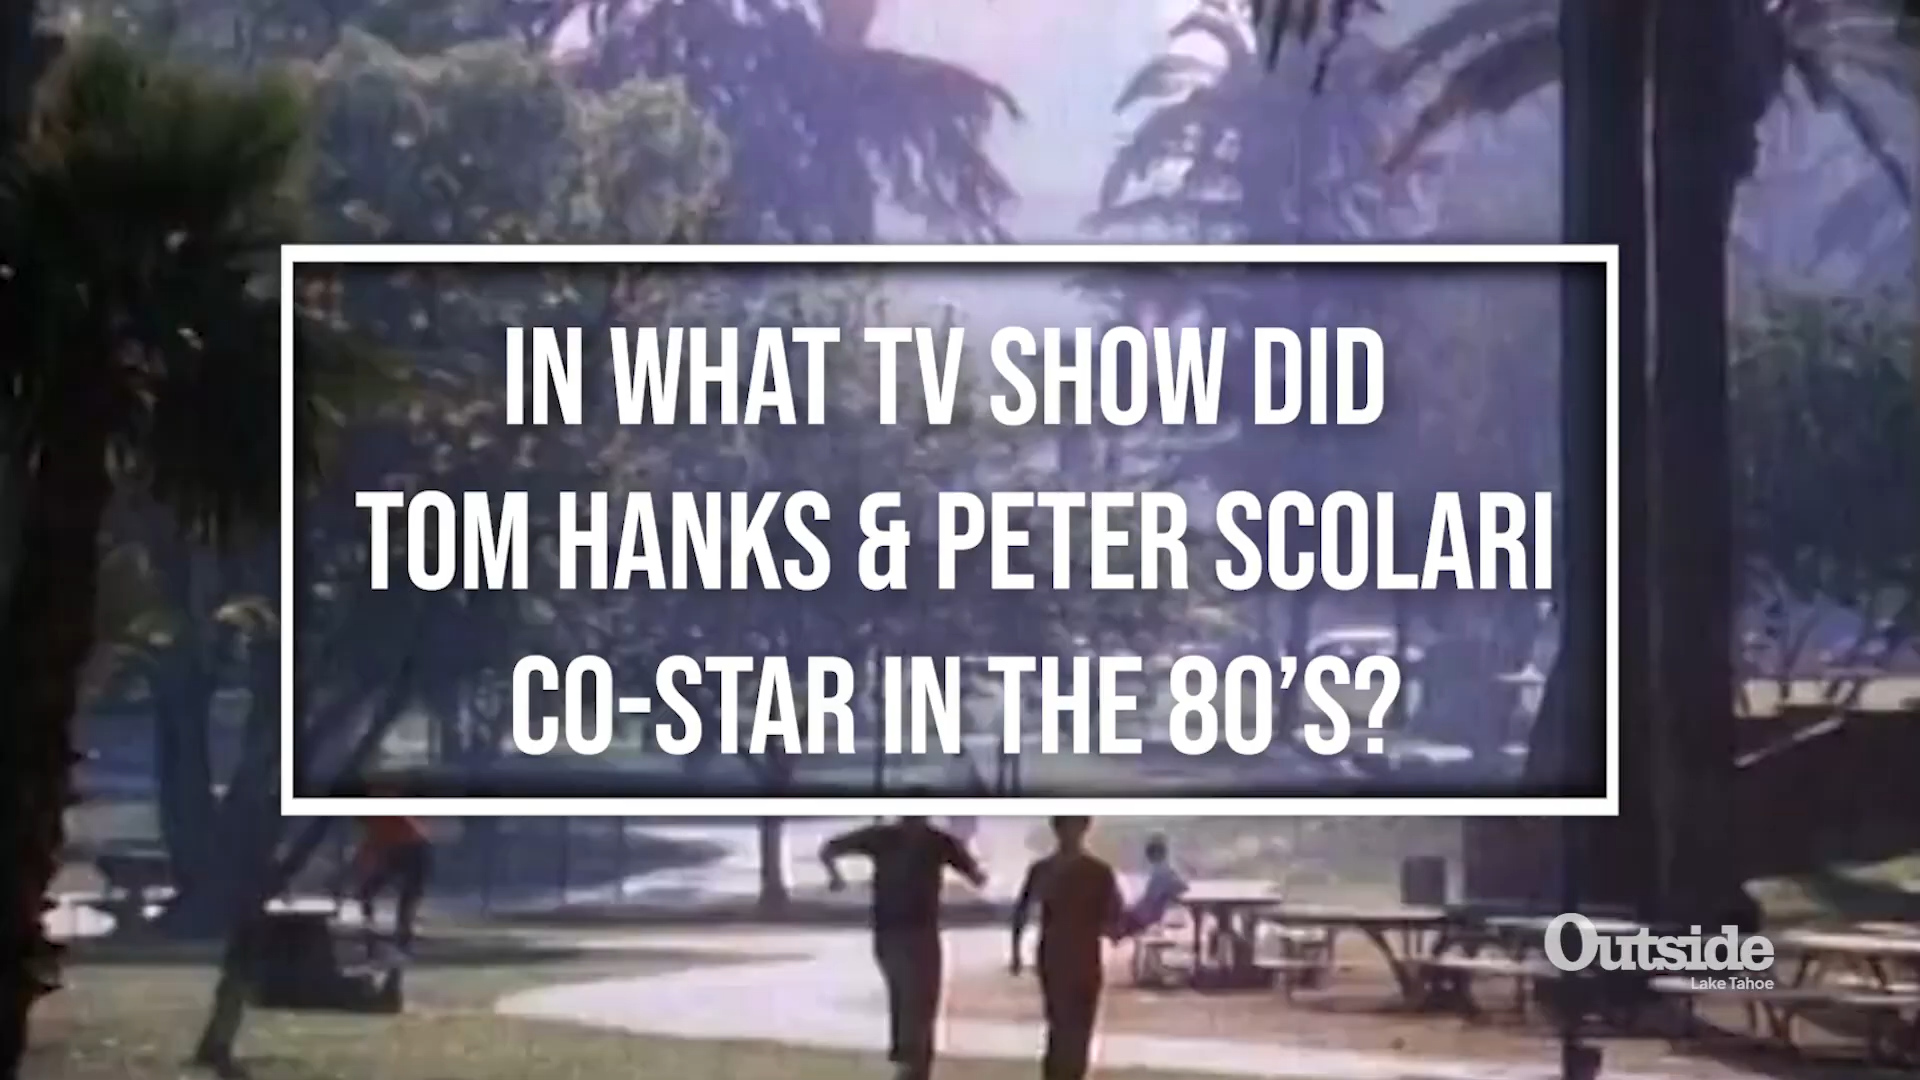 IN WHAT TV SHOW DID
TOM HANKS & PETER SCOLARI
CO-STAR IN THE 80'S?
Outside
Lake Tahoe